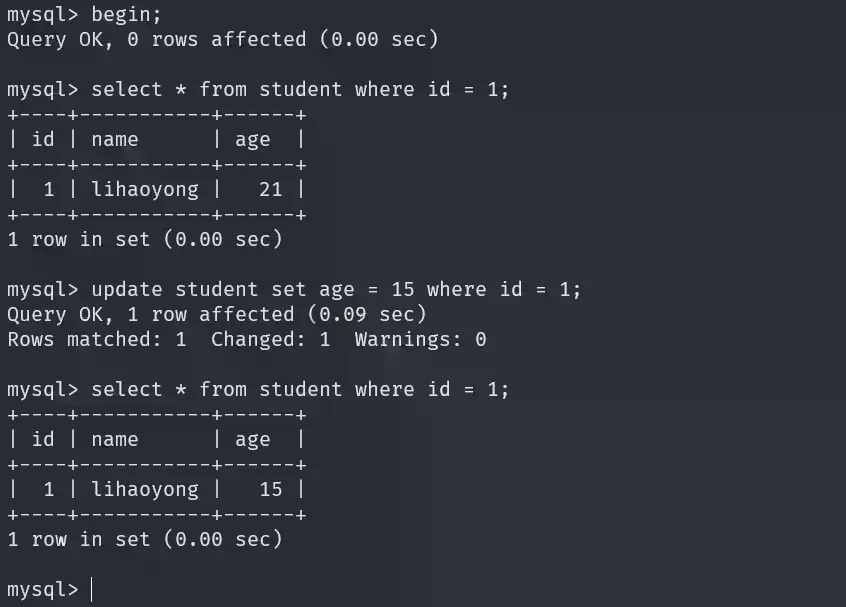 mysql> begin;
Query OK, 0 rows affected (0.00 sec)
mysql> select * from student where id = 1;
+----+-----------+------+
| id | name      | age  |
+----+-----------+------+
|  1 | lihaoyong |   21 |
+----+-----------+------+
1 row in set (0.00 sec)
mysql> update student set age = 15 where id = 1;
Query OK, 1 row affected (0.09 sec)
Rows matched: 1  Changed: 1  Warnings: 0
mysql> select * from student where id = 1;
+----+-----------+------+
| id | name      | age  |
+----+-----------+------+
|  1 | lihaoyong |   15 |
+----+-----------+------+
1 row in set (0.00 sec)
mysql>